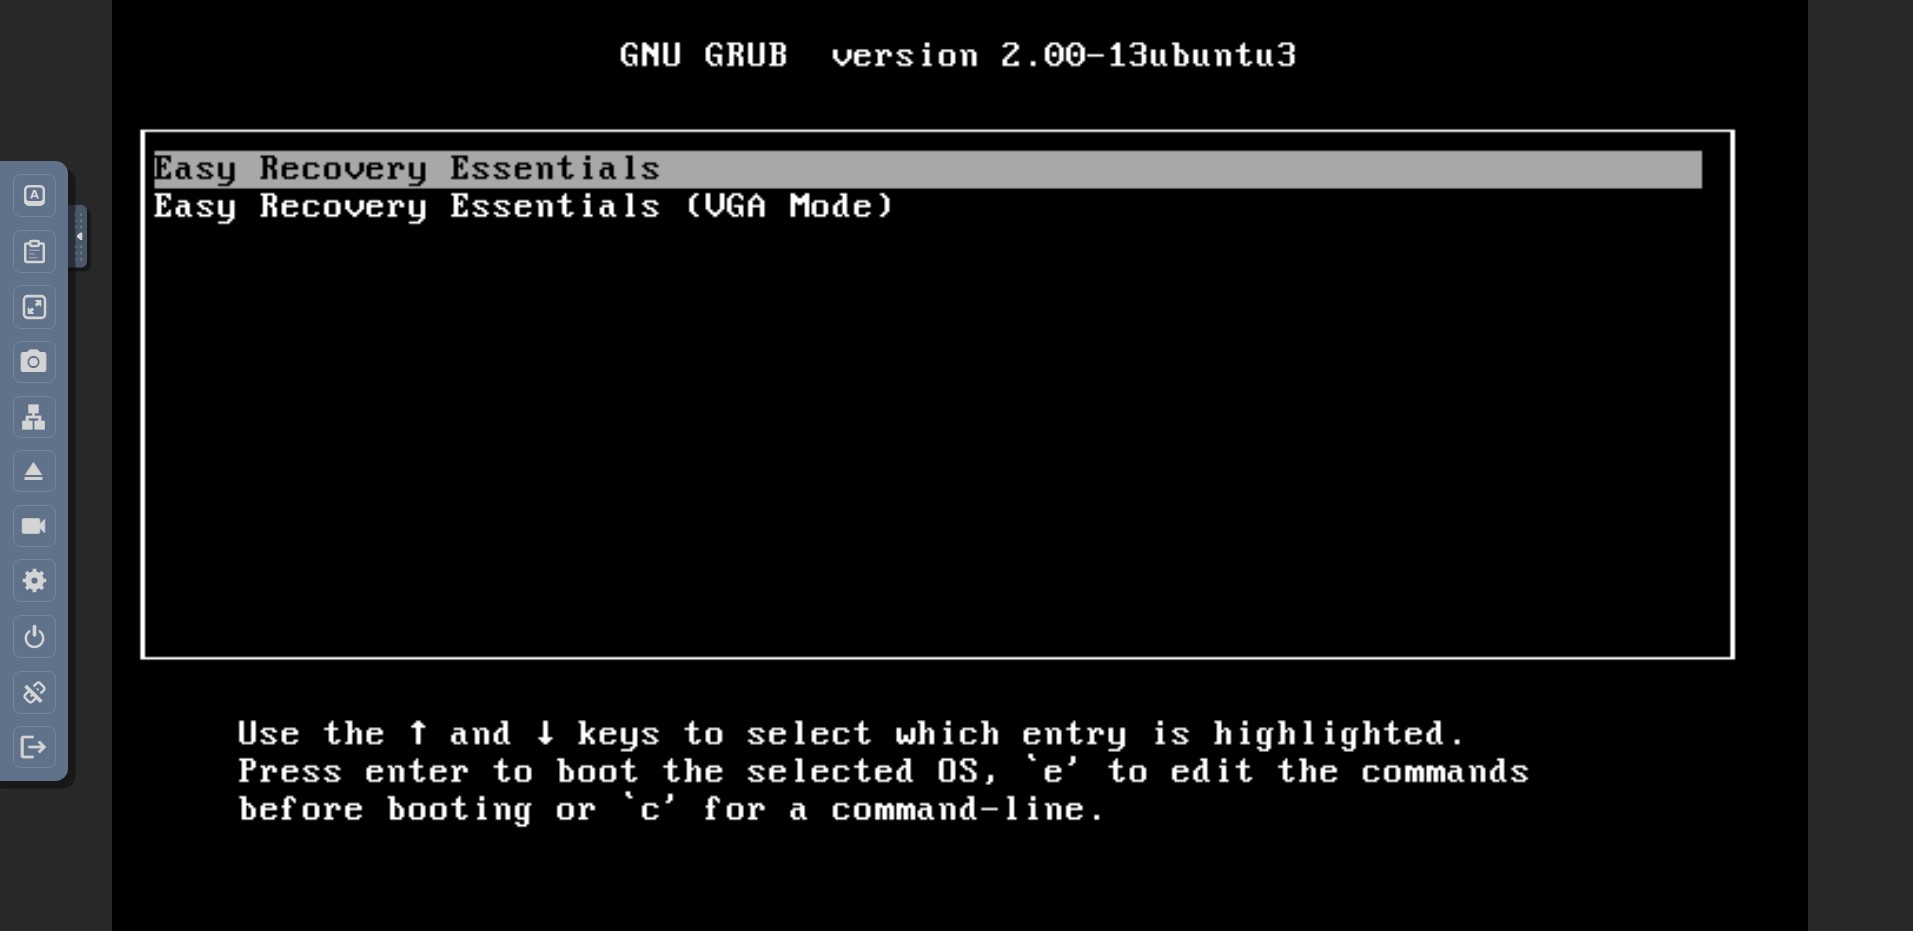 GNU GRUB  version 2.00-13ubuntu3
Easy Recovery Essentials
Easy Recovery Essentials (VGA Mode)
A
Use the ↑ and ↓ keys to select which entry is highlighted.
Press enter to boot the selected OS, `e' to edit the commands
before booting or `c' for a command-line.